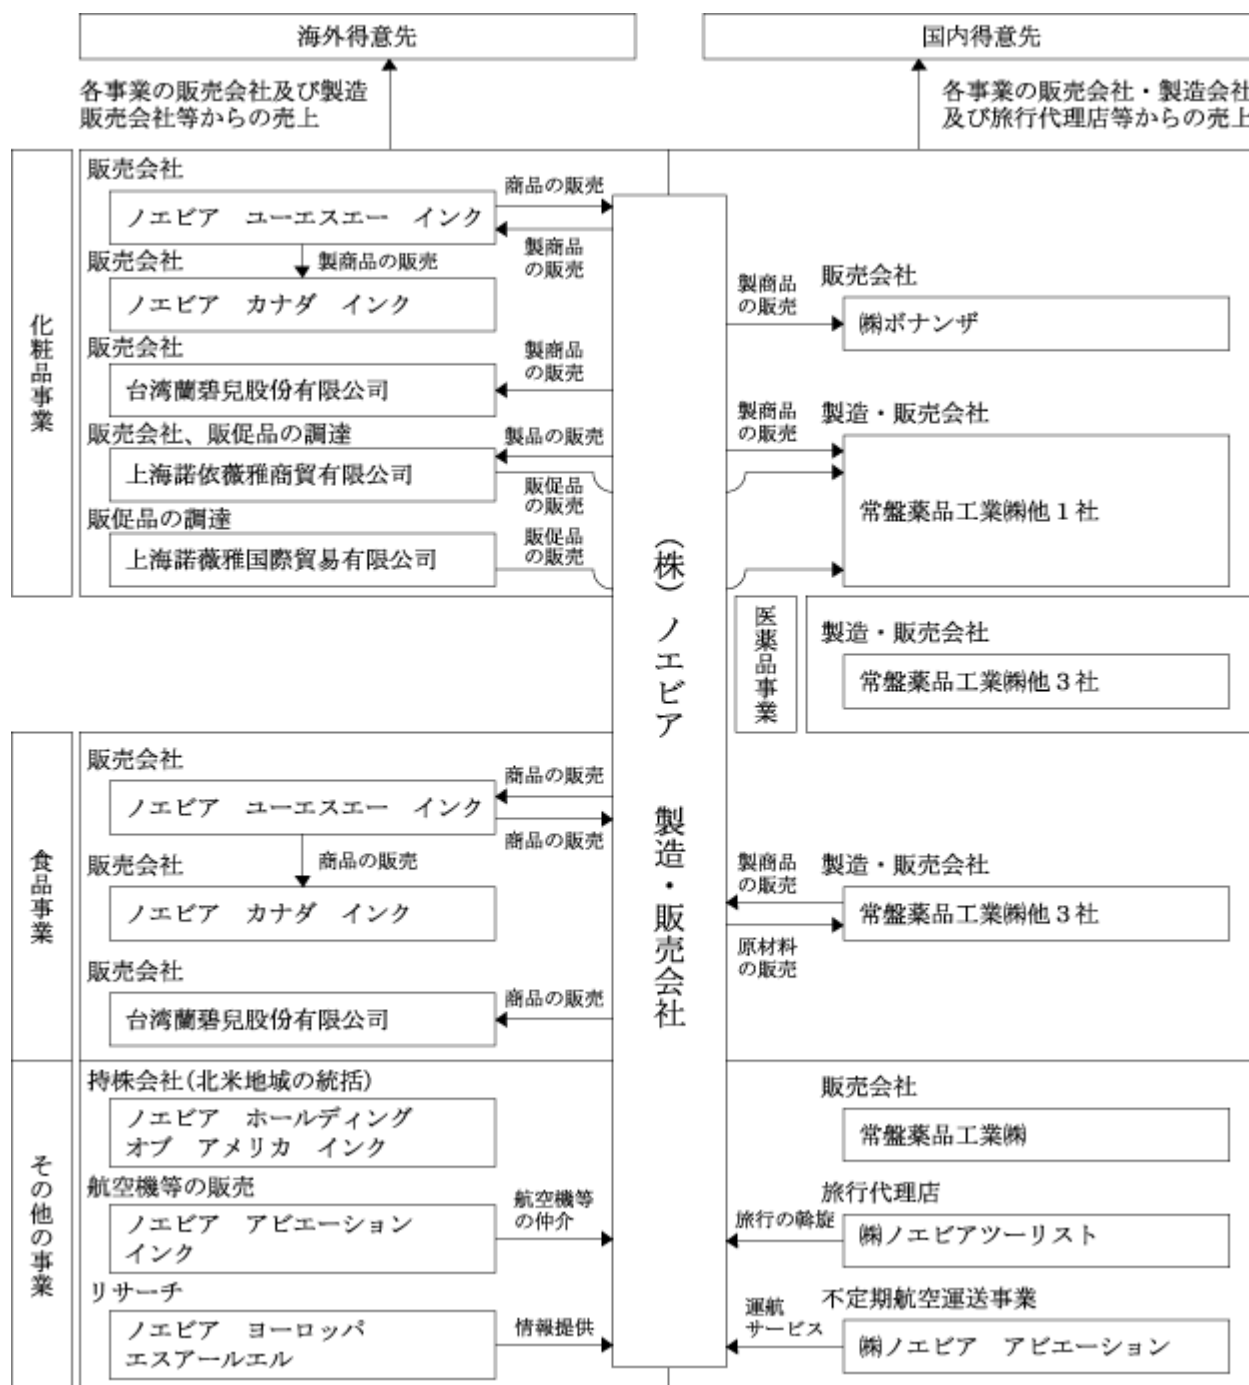 海外得意先
国内得意先
各事業の販売会社及び製造
販売会社等からの売上
各事業の販売会社・製造会社
及び旅行代理店等からの売上
化粧品事業
販売会社
ノエビア ユーエスエー インク
商品の販売
製商品
の販売
販売会社
製商品の販売
ノエビア カナダ インク
販売会社
台湾蘭碧兒股份有限公司
製商品
の販売
販売会社、販促品の調達
上海諾依薇雅商貿有限公司
製品の販売
販促品
の販売
販促品の調達
上海諾薇雅国際貿易有限公司
販促品
の販売
(株)ノエビア 製造・販売会社
製商品
の販売
販売会社
㈱ボナンザ
製商品
の販売
製造・販売会社
常盤薬品工業㈱他1社
医薬品事業
製造・販売会社
常盤薬品工業㈱他3社
食品事業
販売会社
ノエビア ユーエスエー インク
商品の販売
商品の販売
販売会社
商品の販売
ノエビア カナダ インク
販売会社
台湾蘭碧兒股份有限公司
商品の販売
製商品
の販売
製造・販売会社
常盤薬品工業㈱他3社
原材料
の販売
その他の事業
持株会社(北米地域の統括)
ノエビア ホールディング
オブ アメリカ インク
航空機等の販売
ノエビア アビエーション
インク
航空機等
の仲介
リサーチ
ノエビア ヨーロッパ
エスアールエル
情報提供
販売会社
常盤薬品工業㈱
旅行代理店
旅行の斡旋
㈱ノエビアツーリスト
不定期航空運送事業
運航
サービス
㈱ノエビア アビエーション